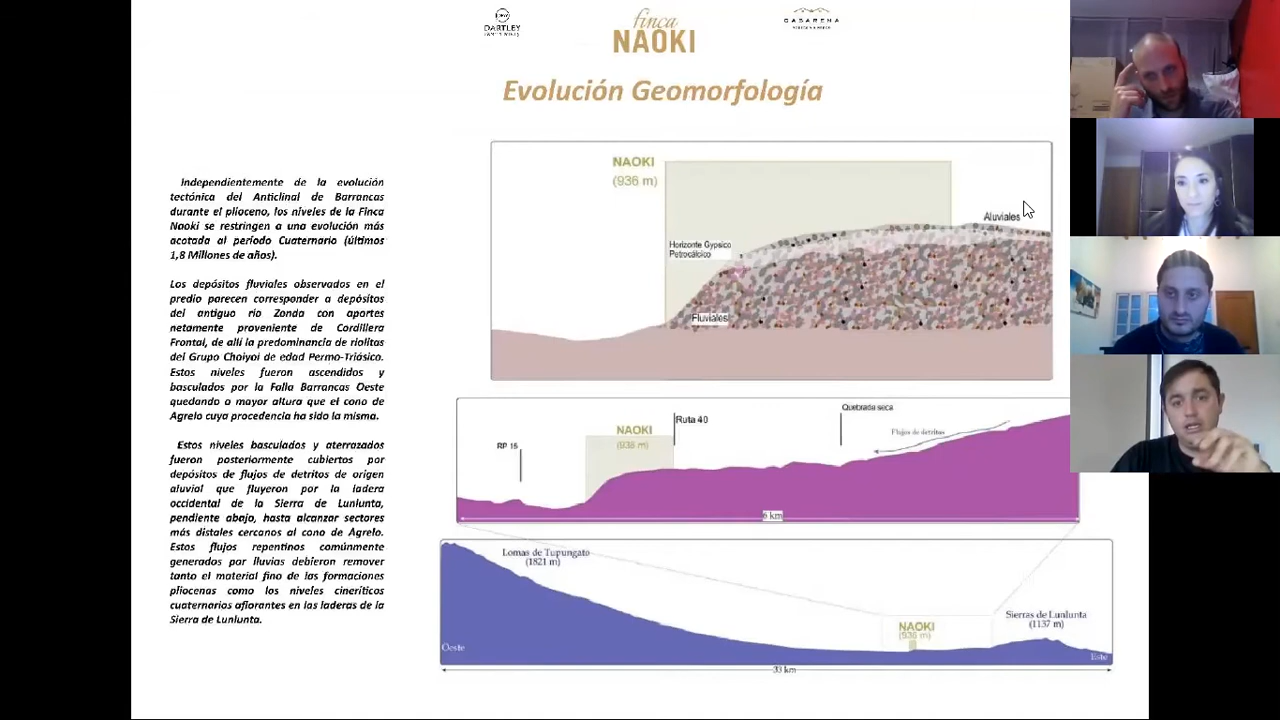 DARTLEY
finca
NAOKI
CASARENA
Evolución Geomorfología
Independientemente de la evolución
tectónica del Anticlinal de Barrancas
durante el plioceno, los niveles de la Finca
Naoki se restringen a una evolución más
acotada al período Cuaternario (últimos
1,8 Millones de años).
Los depósitos fluviales observados en el
predio parecen corresponder a depósitos
del antiguo río Zonda con aportes
netamente proveniente de Cordillera
Frontal, de allí la predominancia de riolitas
del Grupo Choiyoi de edad Permo-Triásico.
Estos niveles fueron ascendidos y
basculados por la Falla Barrancas Oeste
quedando a mayor altura que el cono de
Agrelo cuya procedencia ha sido la misma.
Estos niveles basculados y aterrazados
fueron posteriormente cubiertos por
depósitos de flujos de detritos de origen
aluvial que fluyeron por la ladera
occidental de la Sierra de Lunlunta,
pendiente abajo, hasta alcanzar sectores
más distales cercanos al cono de Agrelo.
Estos flujos repentinos comúnmente
generados por lluvias debieron remover
tanto el material fino de las formaciones
pliocenas como los niveles cineríticos
cuaternarios aflorantes en las laderas de la
Sierra de Lunlunta.
NAOKI
(936 m)
Aluviales
Horizonte Gypsico
Petrocálcico
Fluviales
RP 15
NAOKI
(936 m)
Ruta 40
Quebrada seca
Flujos de detritos
6 km
Lomas de Tupungato
(1821 m)
NAOKI
(936 m)
Sierras de Lunlunta
(1137 m)
Oeste
Este
33 km